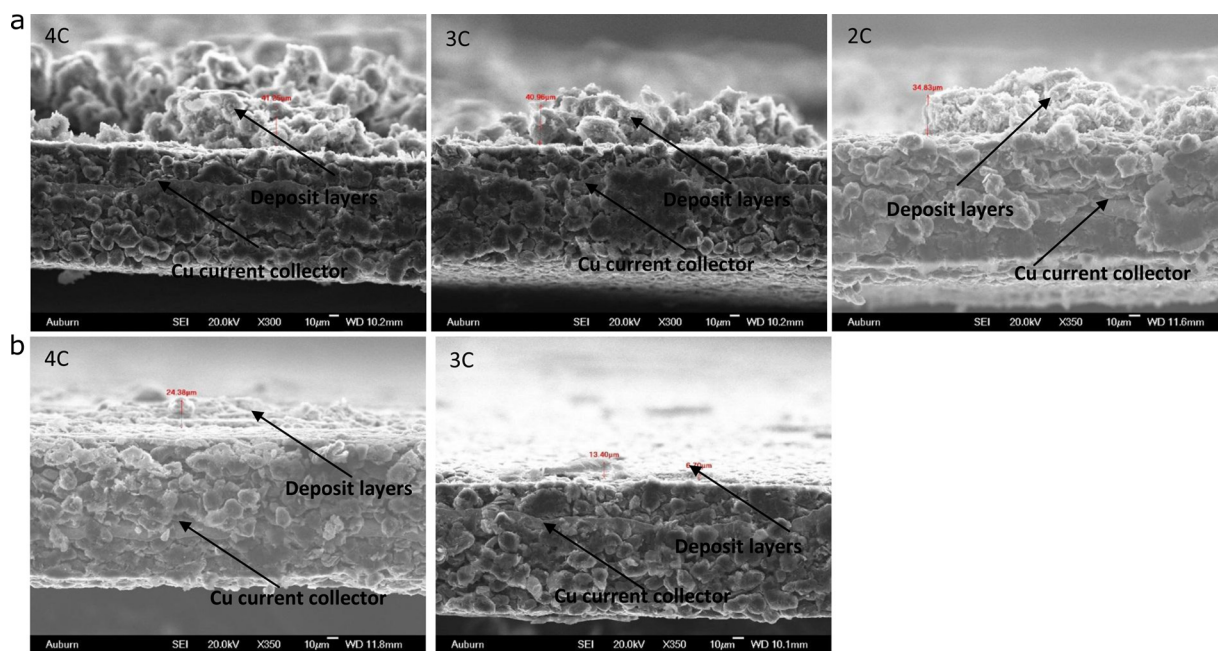 a
4C
41.25µm
Deposit layers
Cu current collector
Auburn SEI 20.0kV X300 10µm WD 10.2mm
3C
40.96µm
Deposit layers
Cu current collector
Auburn SEI 20.0kV X300 10µm WD 10.2mm
2C
34.83µm
Deposit layers
Cu current collector
Auburn SEI 20.0kV X350 10µm WD 11.6mm
b
4C
24.38µm
Deposit layers
Cu current collector
Auburn SEI 20.0kV X350 10µm WD 11.8mm
3C
13.40µm
Deposit layers
Cu current collector
Auburn SEI 20.0kV X350 10µm WD 10.1mm